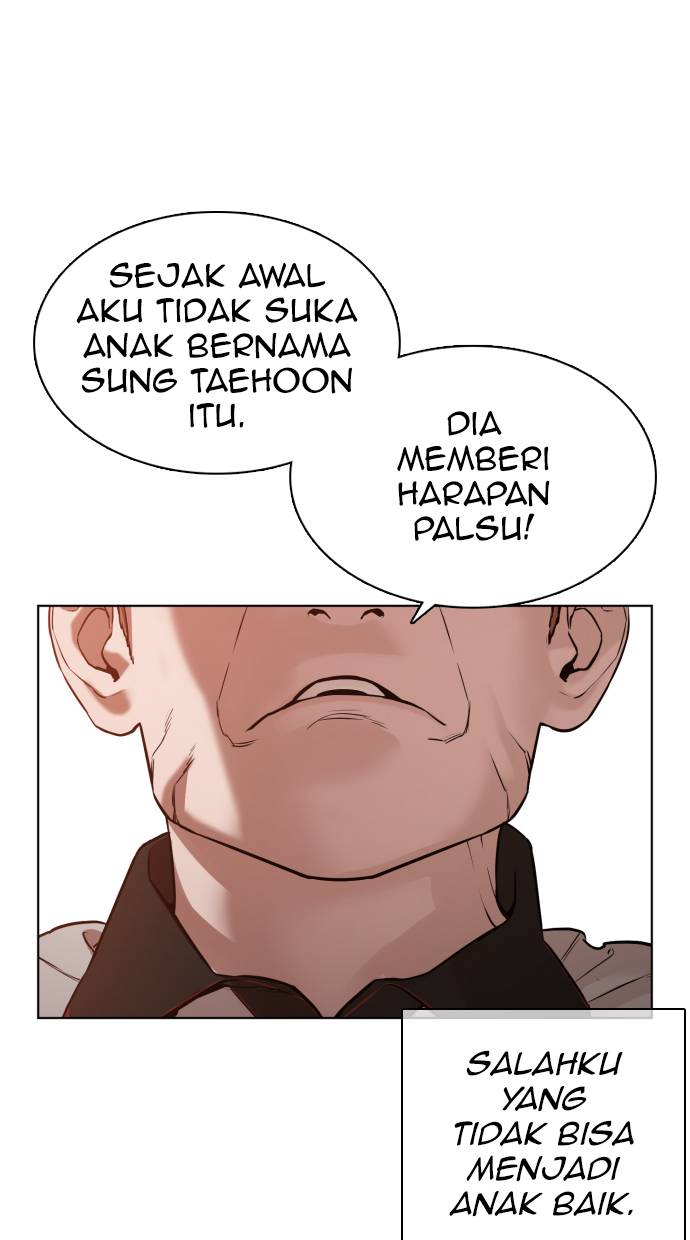 SEJAK AWAL
AKU TIDAK SUKA
ANAK BERNAMA
SUNG TAEHOON
ITU.
DIA
MEMBERI
HARAPAN
PALSU!
SALAHKU
YANG
TIDAK BISA
MENJADI
ANAK BAIK.